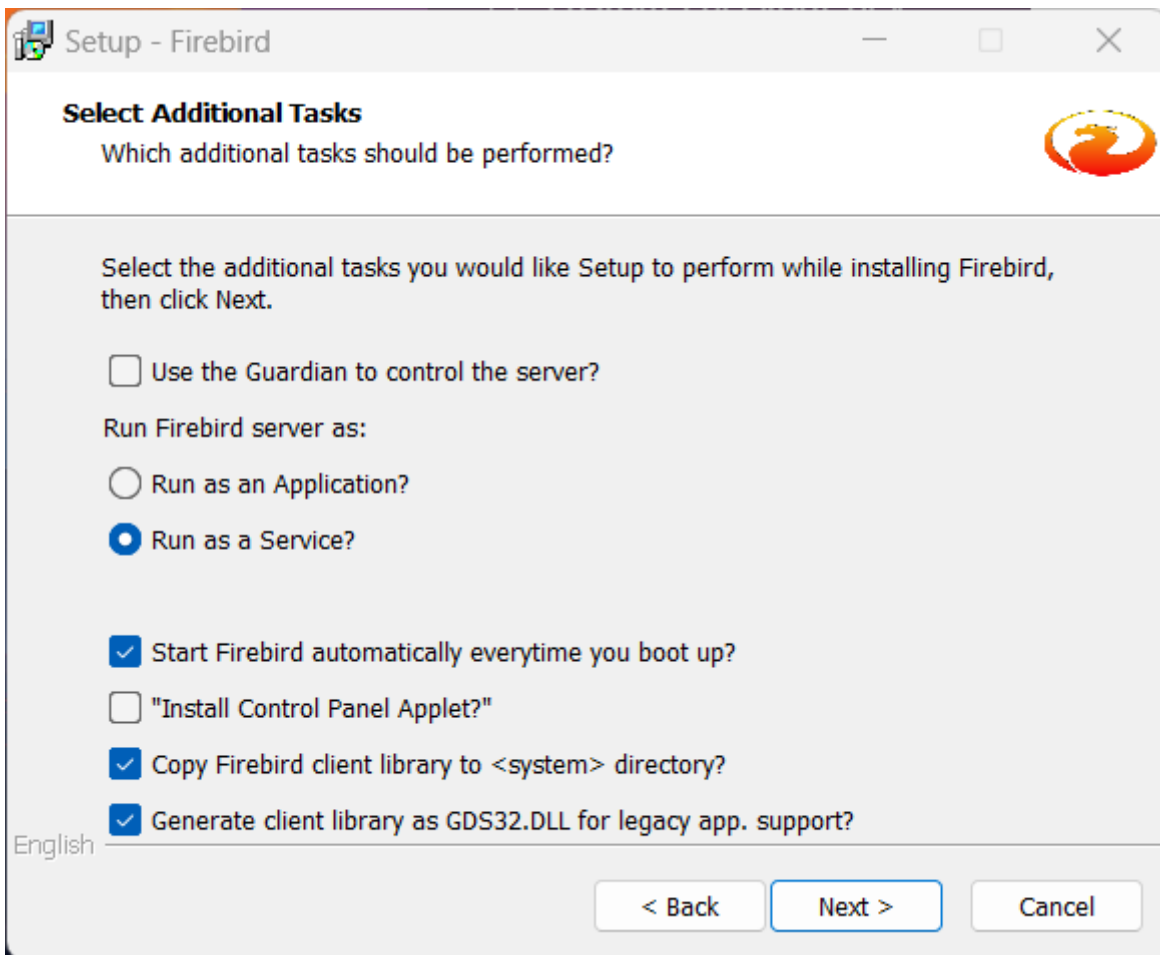 Setup - Firebird
Select Additional Tasks
Which additional tasks should be performed?
Select the additional tasks you would like Setup to perform while installing Firebird,
then click Next.
Use the Guardian to control the server?
Run Firebird server as:
Run as an Application?
Run as a Service?
Start Firebird automatically everytime you boot up?
"Install Control Panel Applet?"
Copy Firebird client library to <system> directory?
Generate client library as GDS32.DLL for legacy app. support?
English
< Back
Next >
Cancel